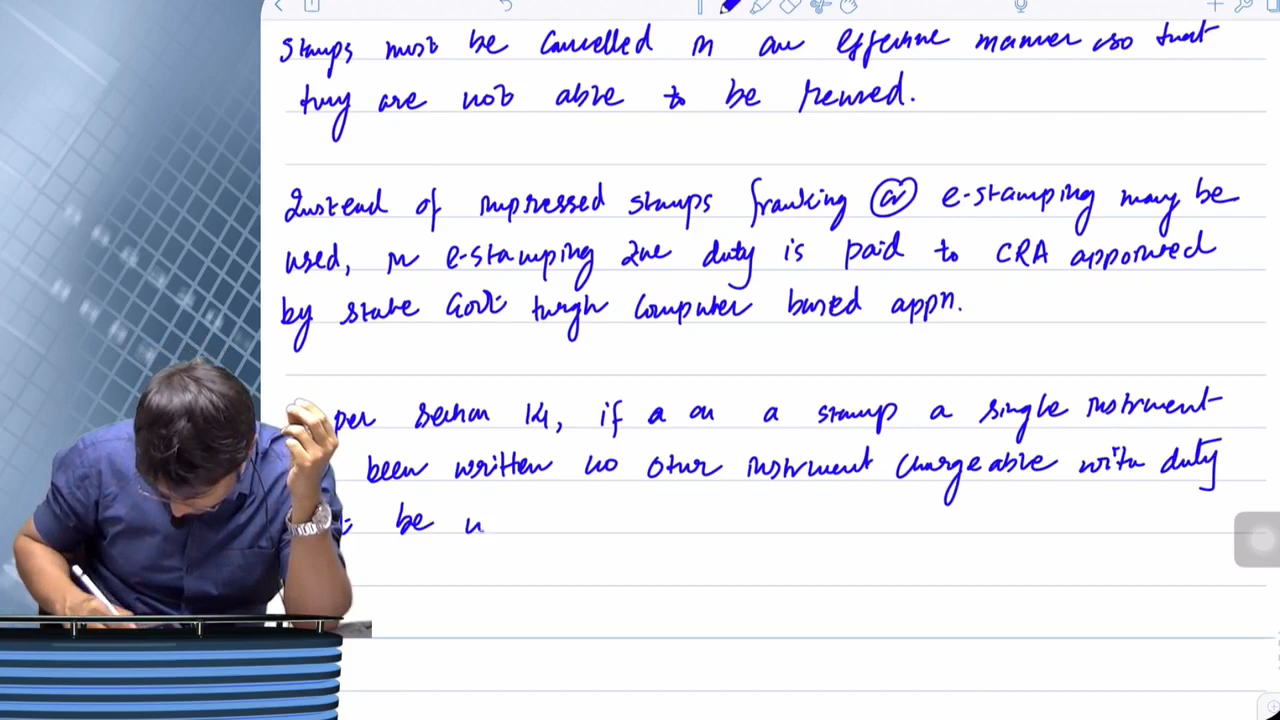 Stamps must be Cancelled in an effective manner so that
they are not able to be reused.
Instead of impressed stamps franking or e-stamping may be
used, in e-stamping the duty is paid to CRA appointed
by state Govt through Computer based appn.
per section 14, if a on a stamp a single instrument
been written no other instrument chargeable with duty
be